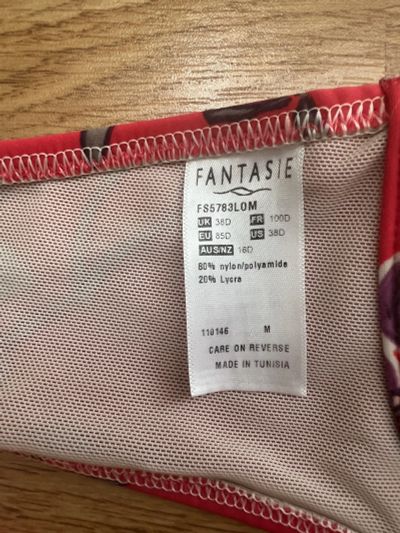 FANTASIE
FS5783LOM
UK 38D FR 100D
EU 85D US 38D
AUS/NZ 16D
80% nylon/polyamide
20% Lycra
110146 M
CARE ON REVERSE
MADE IN TUNISIA